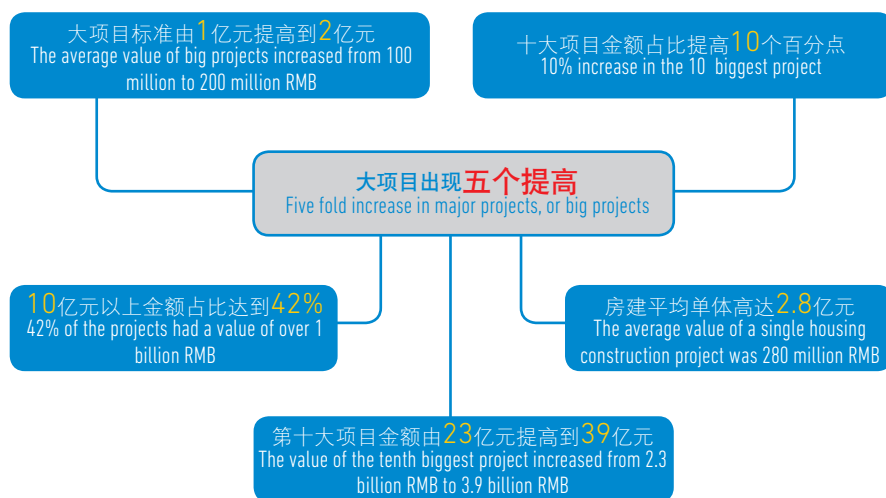 大项目标准由1亿元提高到2亿元
The average value of big projects increased from 100
million to 200 million RMB
十大项目金额占比提高10个百分点
10% increase in the 10 biggest project
大项目出现五个提高
Five fold increase in major projects, or big projects
10亿元以上金额占比达到42%
42% of the projects had a value of over 1
billion RMB
房建平均单体高达2.8亿元
The average value of a single housing
construction project was 280 million RMB
第十大项目金额由23亿元提高到39亿元
The value of the tenth biggest project increased from 2.3
billion RMB to 3.9 billion RMB